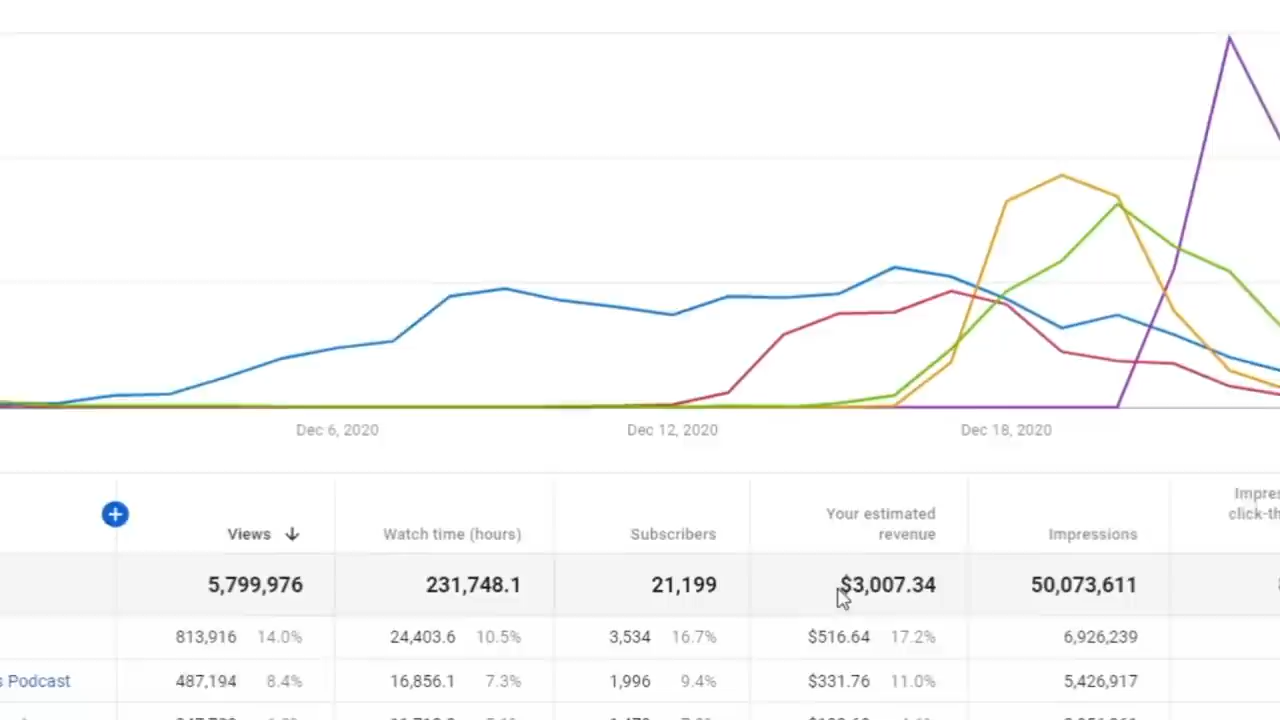 Dec 6, 2020 Dec 12, 2020 Dec 18, 2020
Your estimated
Views Watch time (hours) Subscribers revenue Impressions
5,799,976 231,748.1 21,199 $3,007.34 50,073,611
813,916 14.0% 24,403.6 10.5% 3,534 16.7% $516.64 17.2% 6,926,239
s Podcast 487,194 8.4% 16,856.1 7.3% 1,996 9.4% $331.76 11.0% 5,426,917